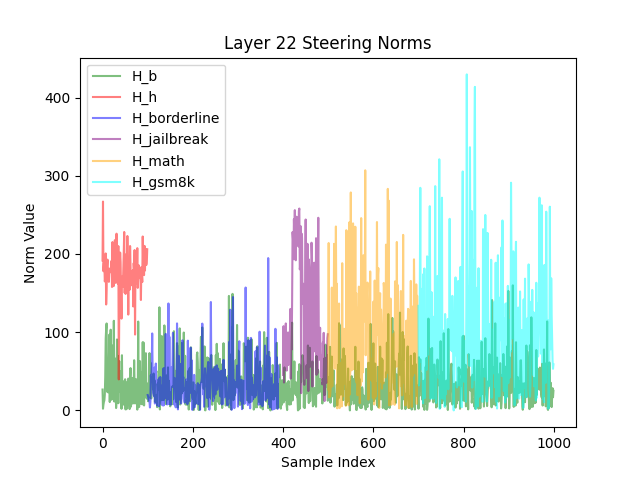 Layer 22 Steering Norms
H_b
H_h
H_borderline
H_jailbreak
H_math
H_gsm8k
Norm Value
400
300
200
100
0
0
200
400
600
800
1000
Sample Index